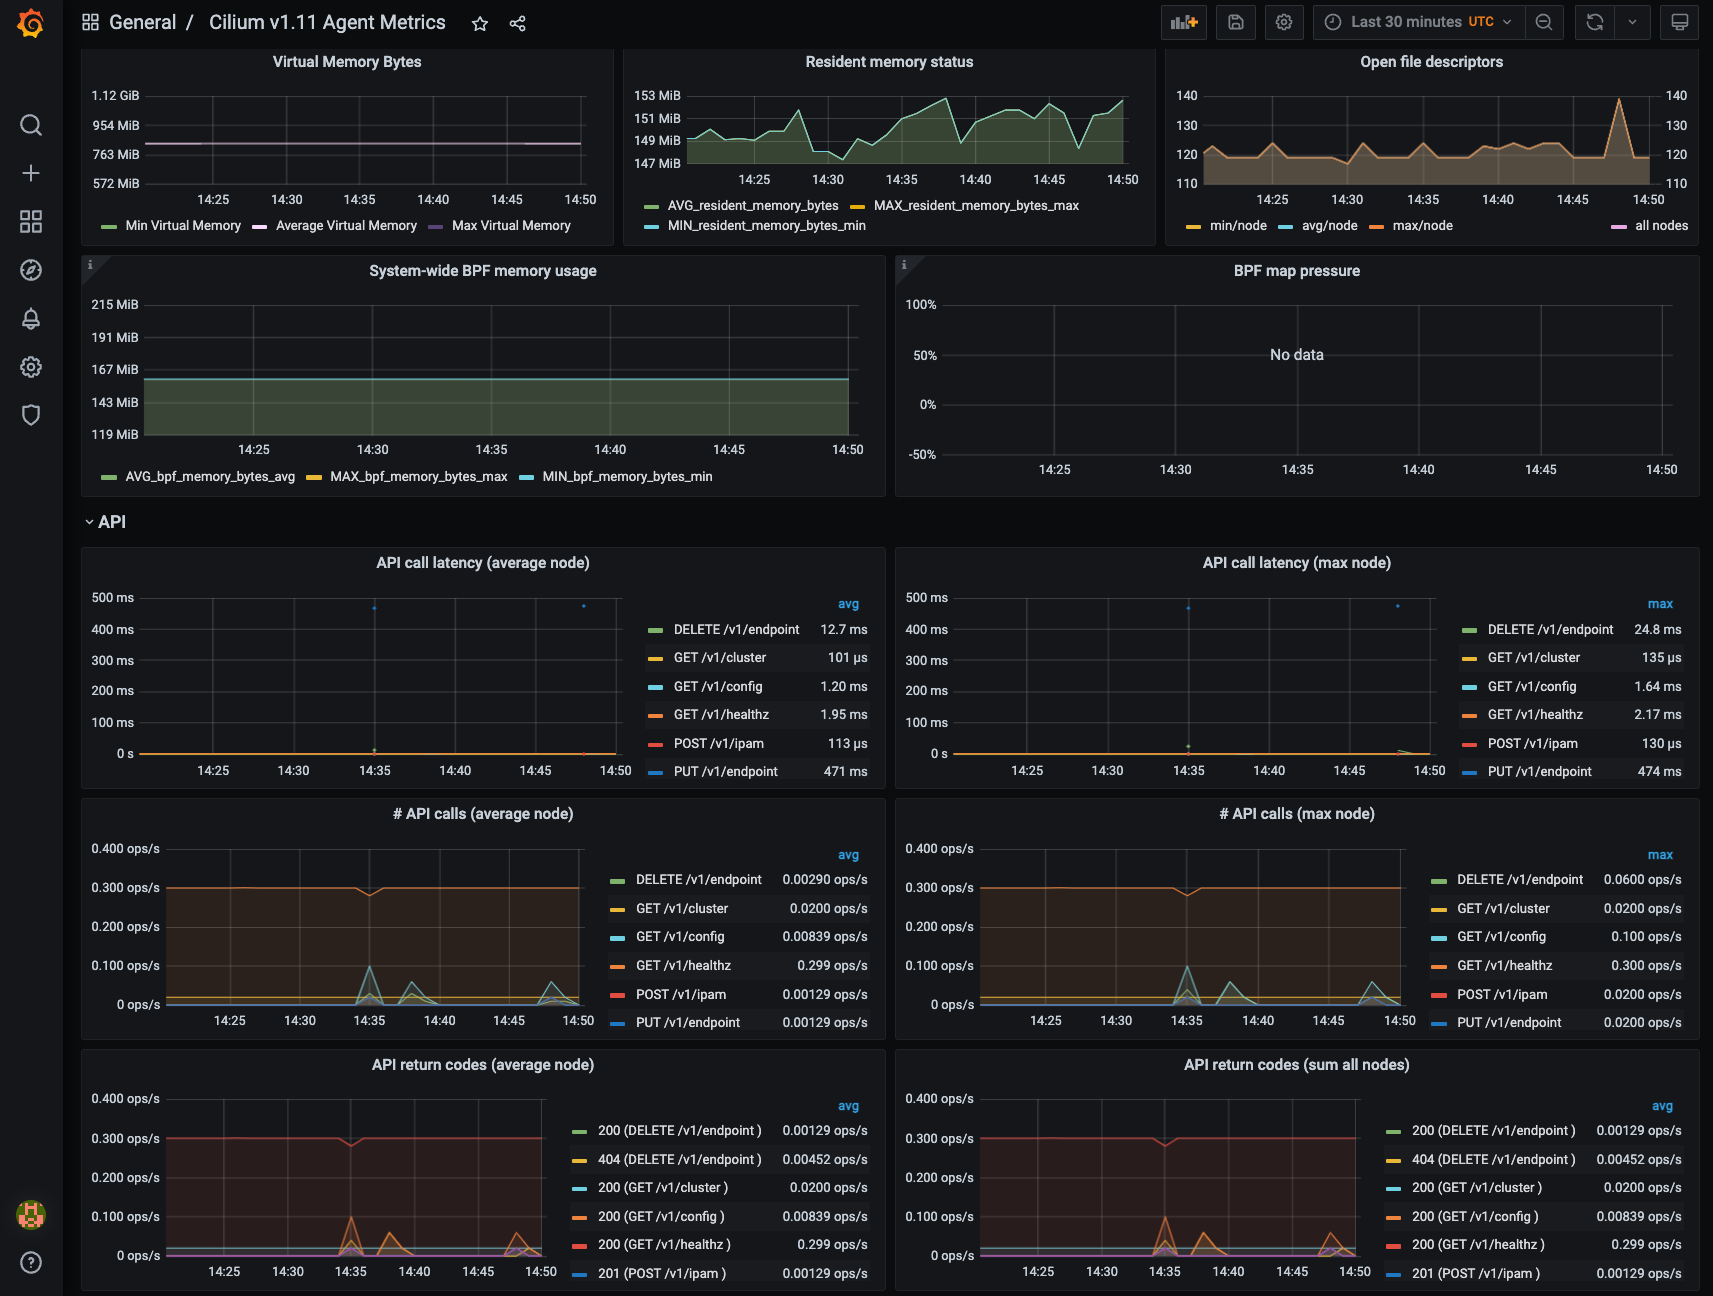 General / Cilium v1.11 Agent Metrics
Last 30 minutes UTC
Virtual Memory Bytes
1.12 GiB
954 MiB
763 MiB
572 MiB
14:25 14:30 14:35 14:40 14:45 14:50
Min Virtual Memory Average Virtual Memory Max Virtual Memory
Resident memory status
153 MiB
151 MiB
149 MiB
147 MiB
14:25 14:30 14:35 14:40 14:45 14:50
AVG_resident_memory_bytes MAX_resident_memory_bytes_max
MIN_resident_memory_bytes_min
Open file descriptors
140 140
130 130
120 120
110 110
14:25 14:30 14:35 14:40 14:45 14:50
min/node avg/node max/node all nodes
i
System-wide BPF memory usage
215 MiB
191 MiB
167 MiB
143 MiB
119 MiB
14:25 14:30 14:35 14:40 14:45 14:50
AVG_bpf_memory_bytes_avg MAX_bpf_memory_bytes_max MIN_bpf_memory_bytes_min
i
BPF map pressure
100%
50%
No data
0%
-50%
14:25 14:30 14:35 14:40 14:45 14:50
API
API call latency (average node)
500 ms
400 ms
300 ms
200 ms
100 ms
0 s
14:25 14:30 14:35 14:40 14:45 14:50
avg
DELETE /v1/endpoint 12.7 ms
GET /v1/cluster 101 µs
GET /v1/config 1.20 ms
GET /v1/healthz 1.95 ms
POST /v1/ipam 113 µs
PUT /v1/endpoint 471 ms
API call latency (max node)
500 ms
400 ms
300 ms
200 ms
100 ms
0 s
14:25 14:30 14:35 14:40 14:45 14:50
max
DELETE /v1/endpoint 24.8 ms
GET /v1/cluster 135 µs
GET /v1/config 1.64 ms
GET /v1/healthz 2.17 ms
POST /v1/ipam 130 µs
PUT /v1/endpoint 474 ms
# API calls (average node)
0.400 ops/s
0.300 ops/s
0.200 ops/s
0.100 ops/s
0 ops/s
14:25 14:30 14:35 14:40 14:45 14:50
avg
DELETE /v1/endpoint 0.00290 ops/s
GET /v1/cluster 0.0200 ops/s
GET /v1/config 0.00839 ops/s
GET /v1/healthz 0.299 ops/s
POST /v1/ipam 0.00129 ops/s
PUT /v1/endpoint 0.00129 ops/s
# API calls (max node)
0.400 ops/s
0.300 ops/s
0.200 ops/s
0.100 ops/s
0 ops/s
14:25 14:30 14:35 14:40 14:45 14:50
max
DELETE /v1/endpoint 0.0600 ops/s
GET /v1/cluster 0.0200 ops/s
GET /v1/config 0.100 ops/s
GET /v1/healthz 0.300 ops/s
POST /v1/ipam 0.0200 ops/s
PUT /v1/endpoint 0.0200 ops/s
API return codes (average node)
0.400 ops/s
0.300 ops/s
0.200 ops/s
0.100 ops/s
0 ops/s
14:25 14:30 14:35 14:40 14:45 14:50
avg
200 (DELETE /v1/endpoint ) 0.00129 ops/s
404 (DELETE /v1/endpoint ) 0.00452 ops/s
200 (GET /v1/cluster ) 0.0200 ops/s
200 (GET /v1/config ) 0.00839 ops/s
200 (GET /v1/healthz ) 0.299 ops/s
201 (POST /v1/ipam ) 0.00129 ops/s
API return codes (sum all nodes)
0.400 ops/s
0.300 ops/s
0.200 ops/s
0.100 ops/s
0 ops/s
14:25 14:30 14:35 14:40 14:45 14:50
avg
200 (DELETE /v1/endpoint ) 0.00129 ops/s
404 (DELETE /v1/endpoint ) 0.00452 ops/s
200 (GET /v1/cluster ) 0.0200 ops/s
200 (GET /v1/config ) 0.00839 ops/s
200 (GET /v1/healthz ) 0.299 ops/s
201 (POST /v1/ipam ) 0.00129 ops/s